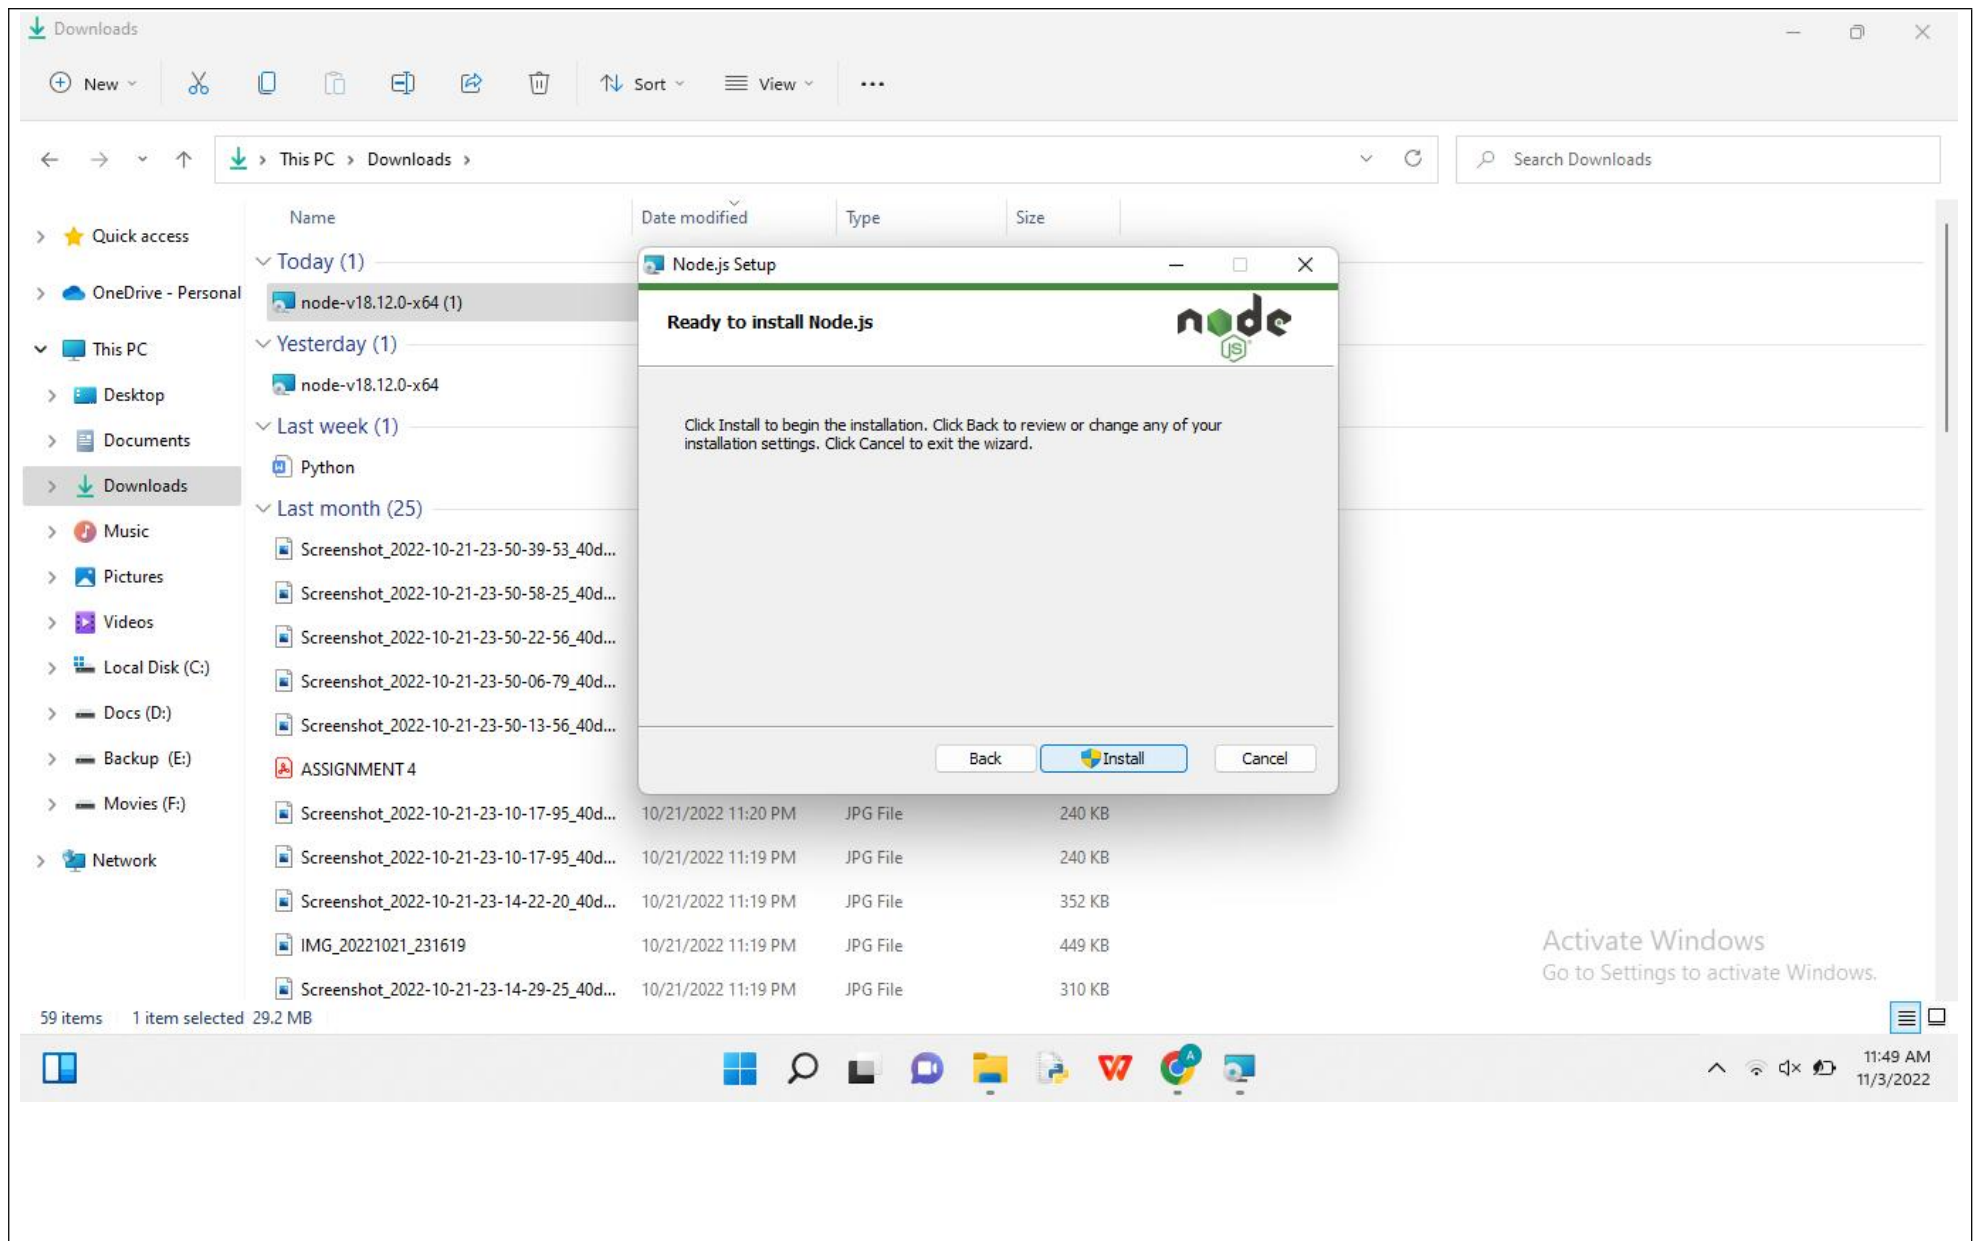 Downloads
New
Sort
View
This PC > Downloads >
Search Downloads
Name
Date modified
Type
Size
Quick access
OneDrive - Personal
This PC
Desktop
Documents
Downloads
Music
Pictures
Videos
Local Disk (C:)
Docs (D:)
Backup (E:)
Movies (F:)
Network
Today (1)
node-v18.12.0-x64 (1)
Yesterday (1)
node-v18.12.0-x64
Last week (1)
Python
Last month (25)
Screenshot_2022-10-21-23-50-39-53_40d...
Screenshot_2022-10-21-23-50-58-25_40d...
Screenshot_2022-10-21-23-50-22-56_40d...
Screenshot_2022-10-21-23-50-06-79_40d...
Screenshot_2022-10-21-23-50-13-56_40d...
ASSIGNMENT 4
Screenshot_2022-10-21-23-10-17-95_40d... 10/21/2022 11:20 PM JPG File 240 KB
Screenshot_2022-10-21-23-10-17-95_40d... 10/21/2022 11:19 PM JPG File 240 KB
Screenshot_2022-10-21-23-14-22-20_40d... 10/21/2022 11:19 PM JPG File 352 KB
IMG_20221021_231619 10/21/2022 11:19 PM JPG File 449 KB
Screenshot_2022-10-21-23-14-29-25_40d... 10/21/2022 11:19 PM JPG File 310 KB
Node.js Setup
Ready to install Node.js
node
JS
Click Install to begin the installation. Click Back to review or change any of your
installation settings. Click Cancel to exit the wizard.
Back
Install
Cancel
Activate Windows
Go to Settings to activate Windows.
59 items 1 item selected 29.2 MB
A
11:49 AM
11/3/2022